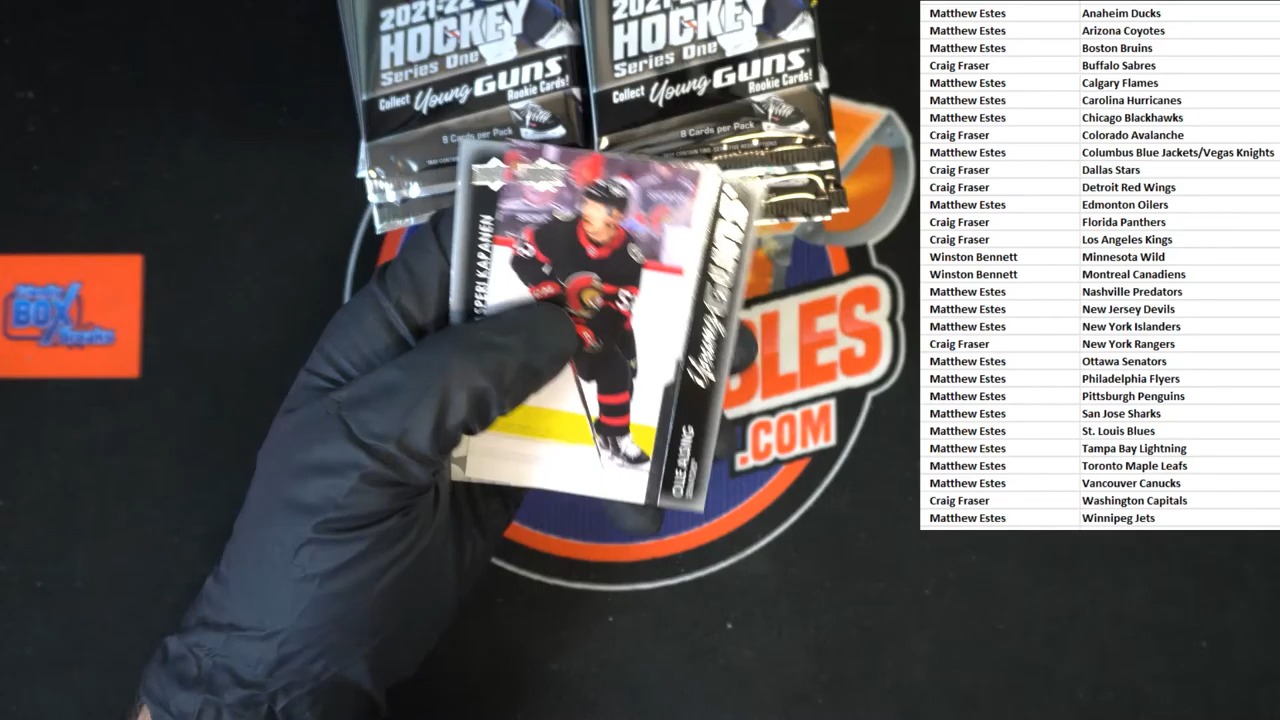 2021-22
HOCKEY
Series One
Collect Young GUNS
Rookie Cards!
8 Cards per Pack
2021-22
HOCKEY
Series One
Collect Young GUNS
Rookie Cards!
8 Cards per Pack
KAPANEN
Young GUNS
OLLE ALSING
BOX
BLES
.COM
Matthew Estes Anaheim Ducks
Matthew Estes Arizona Coyotes
Matthew Estes Boston Bruins
Craig Fraser Buffalo Sabres
Matthew Estes Calgary Flames
Matthew Estes Carolina Hurricanes
Matthew Estes Chicago Blackhawks
Craig Fraser Colorado Avalanche
Matthew Estes Columbus Blue Jackets/Vegas Knights
Craig Fraser Dallas Stars
Craig Fraser Detroit Red Wings
Matthew Estes Edmonton Oilers
Craig Fraser Florida Panthers
Craig Fraser Los Angeles Kings
Winston Bennett Minnesota Wild
Winston Bennett Montreal Canadiens
Matthew Estes Nashville Predators
Matthew Estes New Jersey Devils
Matthew Estes New York Islanders
Craig Fraser New York Rangers
Matthew Estes Ottawa Senators
Matthew Estes Philadelphia Flyers
Matthew Estes Pittsburgh Penguins
Matthew Estes San Jose Sharks
Matthew Estes St. Louis Blues
Matthew Estes Tampa Bay Lightning
Matthew Estes Toronto Maple Leafs
Matthew Estes Vancouver Canucks
Craig Fraser Washington Capitals
Matthew Estes Winnipeg Jets